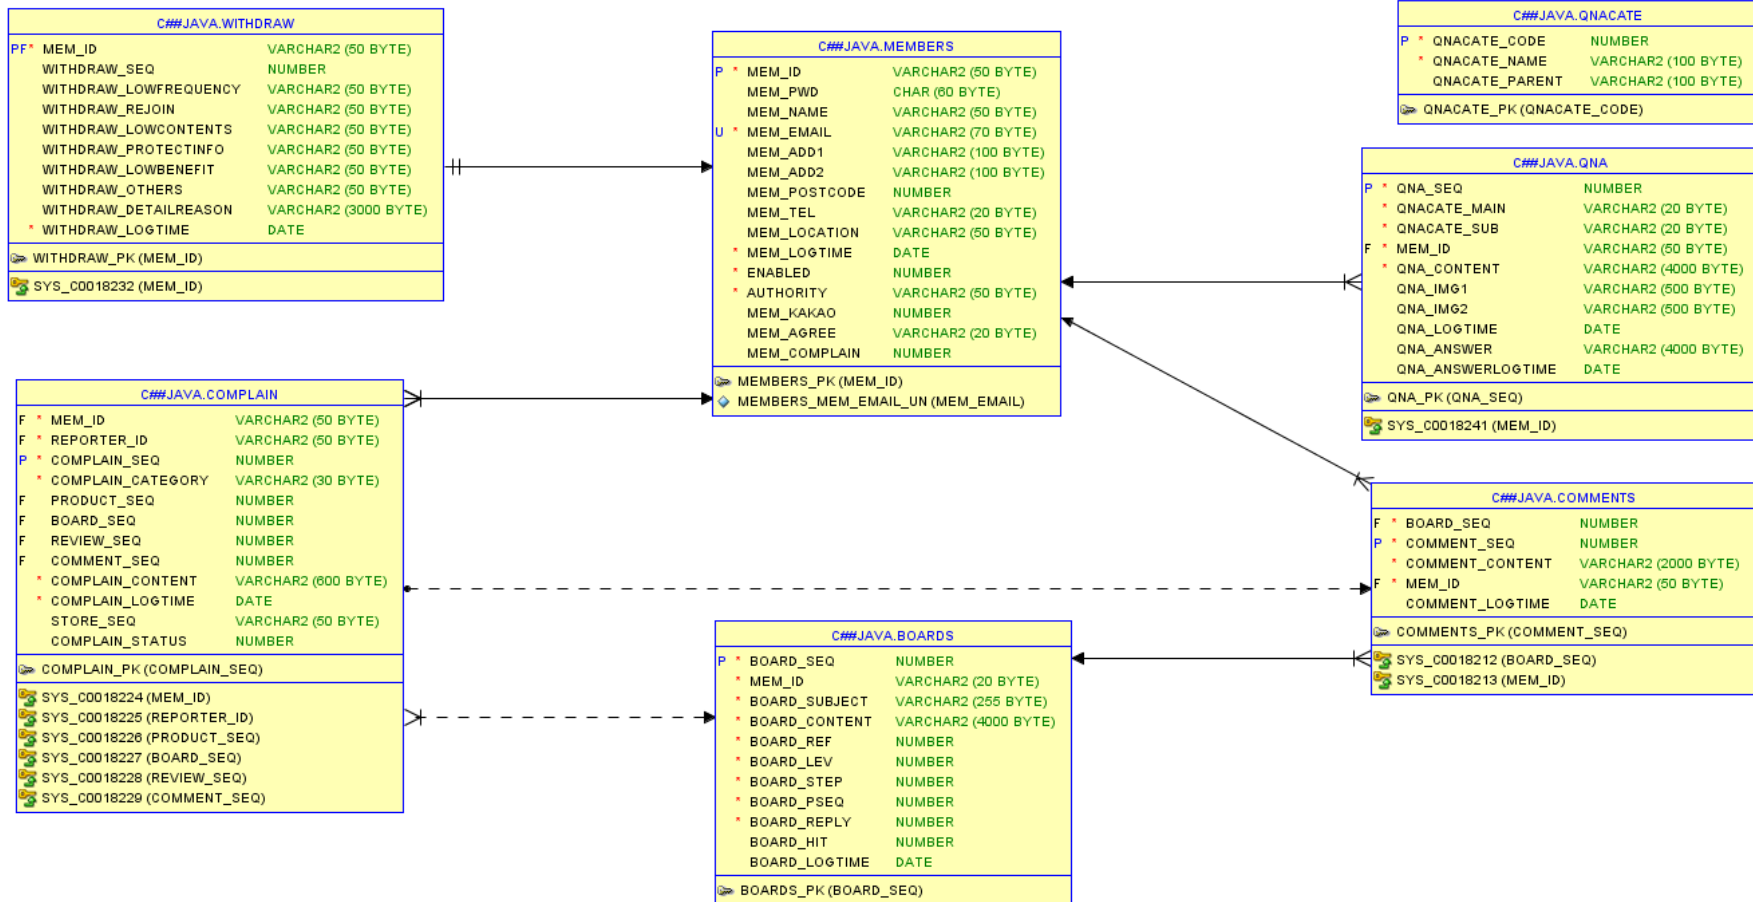 C##JAVA.WITHDRAW
PF* MEM_ID VARCHAR2 (50 BYTE)
WITHDRAW_SEQ NUMBER
WITHDRAW_LOWFREQUENCY VARCHAR2 (50 BYTE)
WITHDRAW_REJOIN VARCHAR2 (50 BYTE)
WITHDRAW_LOWCONTENTS VARCHAR2 (50 BYTE)
WITHDRAW_PROTECTINFO VARCHAR2 (50 BYTE)
WITHDRAW_LOWBENEFIT VARCHAR2 (50 BYTE)
WITHDRAW_OTHERS VARCHAR2 (50 BYTE)
WITHDRAW_DETAILREASON VARCHAR2 (3000 BYTE)
* WITHDRAW_LOGTIME DATE
WITHDRAW_PK (MEM_ID)
SYS_C0018232 (MEM_ID)
C##JAVA.MEMBERS
P * MEM_ID VARCHAR2 (50 BYTE)
MEM_PWD CHAR (60 BYTE)
MEM_NAME VARCHAR2 (50 BYTE)
U * MEM_EMAIL VARCHAR2 (70 BYTE)
MEM_ADD1 VARCHAR2 (100 BYTE)
MEM_ADD2 VARCHAR2 (100 BYTE)
MEM_POSTCODE NUMBER
MEM_TEL VARCHAR2 (20 BYTE)
MEM_LOCATION VARCHAR2 (50 BYTE)
* MEM_LOGTIME DATE
* ENABLED NUMBER
* AUTHORITY VARCHAR2 (50 BYTE)
MEM_KAKAO NUMBER
MEM_AGREE VARCHAR2 (20 BYTE)
MEM_COMPLAIN NUMBER
MEMBERS_PK (MEM_ID)
MEMBERS_MEM_EMAIL_UN (MEM_EMAIL)
C##JAVA.QNACATE
P * QNACATE_CODE NUMBER
* QNACATE_NAME VARCHAR2 (100 BYTE)
QNACATE_PARENT VARCHAR2 (100 BYTE)
QNACATE_PK (QNACATE_CODE)
C##JAVA.QNA
P * QNA_SEQ NUMBER
* QNACATE_MAIN VARCHAR2 (20 BYTE)
* QNACATE_SUB VARCHAR2 (20 BYTE)
F * MEM_ID VARCHAR2 (50 BYTE)
* QNA_CONTENT VARCHAR2 (4000 BYTE)
QNA_IMG1 VARCHAR2 (500 BYTE)
QNA_IMG2 VARCHAR2 (500 BYTE)
QNA_LOGTIME DATE
QNA_ANSWER VARCHAR2 (4000 BYTE)
QNA_ANSWERLOGTIME DATE
QNA_PK (QNA_SEQ)
SYS_C0018241 (MEM_ID)
C##JAVA.COMPLAIN
F * MEM_ID VARCHAR2 (50 BYTE)
F * REPORTER_ID VARCHAR2 (50 BYTE)
P * COMPLAIN_SEQ NUMBER
* COMPLAIN_CATEGORY VARCHAR2 (30 BYTE)
F PRODUCT_SEQ NUMBER
F BOARD_SEQ NUMBER
F REVIEW_SEQ NUMBER
F COMMENT_SEQ NUMBER
* COMPLAIN_CONTENT VARCHAR2 (600 BYTE)
* COMPLAIN_LOGTIME DATE
STORE_SEQ VARCHAR2 (50 BYTE)
COMPLAIN_STATUS NUMBER
COMPLAIN_PK (COMPLAIN_SEQ)
SYS_C0018224 (MEM_ID)
SYS_C0018225 (REPORTER_ID)
SYS_C0018226 (PRODUCT_SEQ)
SYS_C0018227 (BOARD_SEQ)
SYS_C0018228 (REVIEW_SEQ)
SYS_C0018229 (COMMENT_SEQ)
C##JAVA.COMMENTS
F * BOARD_SEQ NUMBER
P * COMMENT_SEQ NUMBER
* COMMENT_CONTENT VARCHAR2 (2000 BYTE)
F * MEM_ID VARCHAR2 (50 BYTE)
COMMENT_LOGTIME DATE
COMMENTS_PK (COMMENT_SEQ)
SYS_C0018212 (BOARD_SEQ)
SYS_C0018213 (MEM_ID)
C##JAVA.BOARDS
P * BOARD_SEQ NUMBER
* MEM_ID VARCHAR2 (20 BYTE)
* BOARD_SUBJECT VARCHAR2 (255 BYTE)
* BOARD_CONTENT VARCHAR2 (4000 BYTE)
* BOARD_REF NUMBER
* BOARD_LEV NUMBER
* BOARD_STEP NUMBER
* BOARD_PSEQ NUMBER
* BOARD_REPLY NUMBER
BOARD_HIT NUMBER
BOARD_LOGTIME DATE
BOARDS_PK (BOARD_SEQ)